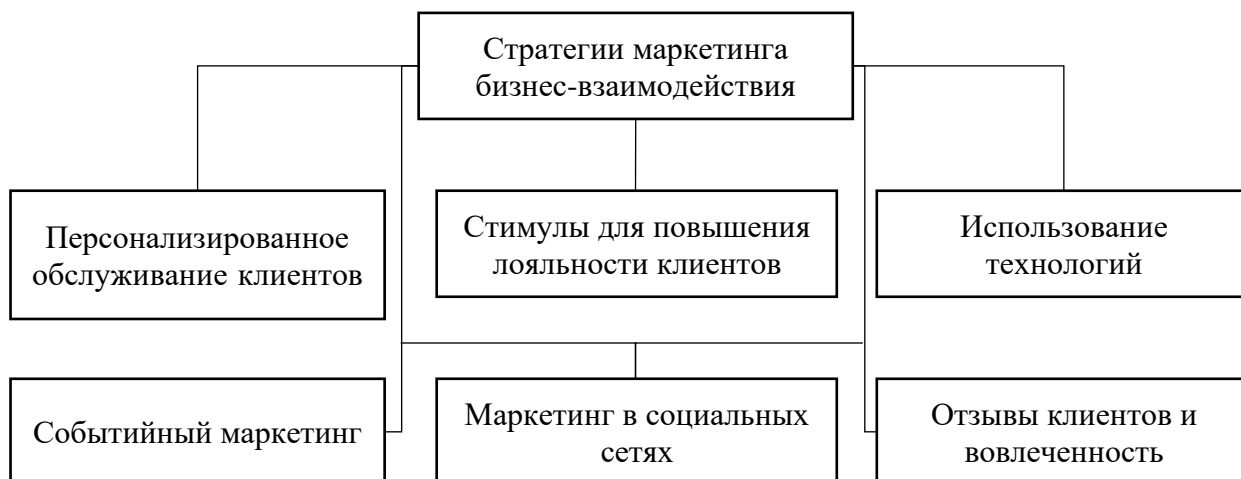 Стратегии маркетинга
бизнес-взаимодействия
Персонализированное
обслуживание клиентов
Стимулы для повышения
лояльности клиентов
Использование
технологий
Событийный маркетинг
Маркетинг в социальных
сетях
Отзывы клиентов и
вовлеченность